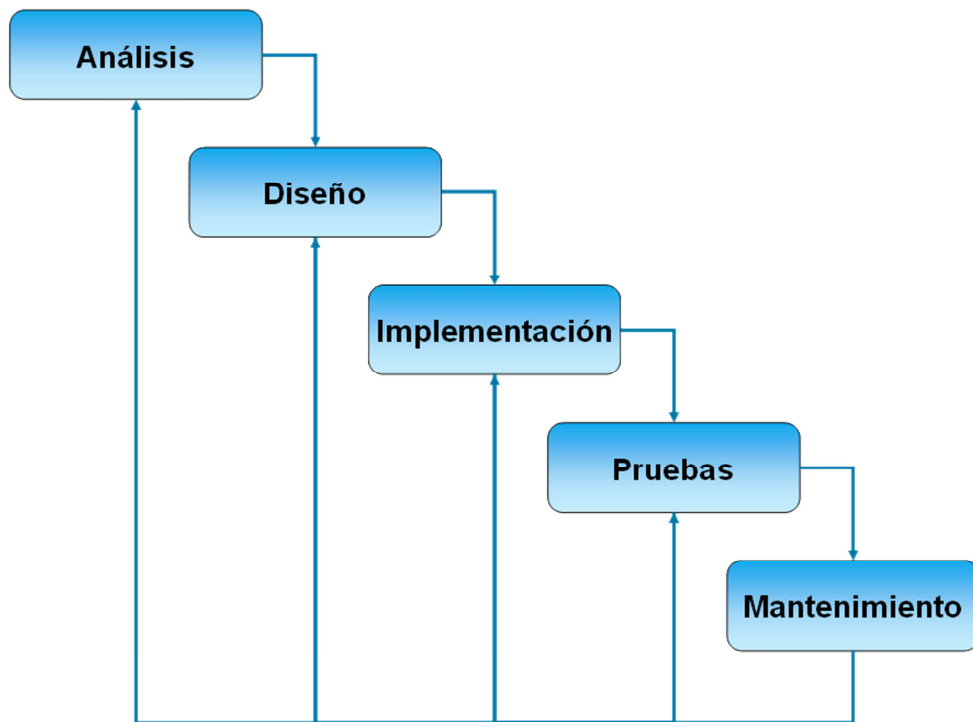 Análisis
Diseño
Implementación
Pruebas
Mantenimiento